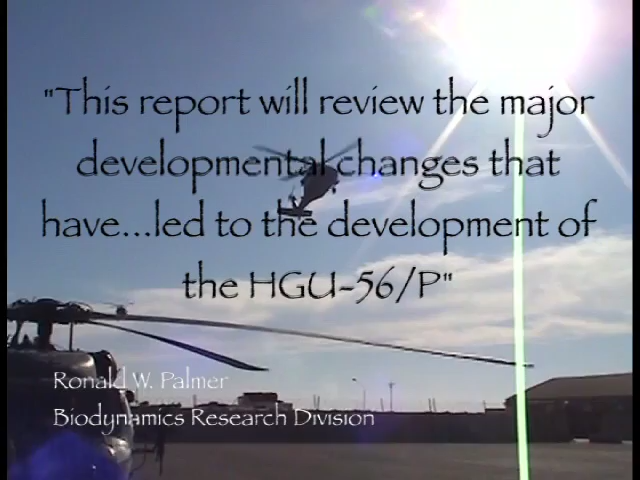 "This report will review the major
developmental changes that
have...led to the development of
the HGU-56/P"
Ronald W. Palmer
Biodynamics Research Division